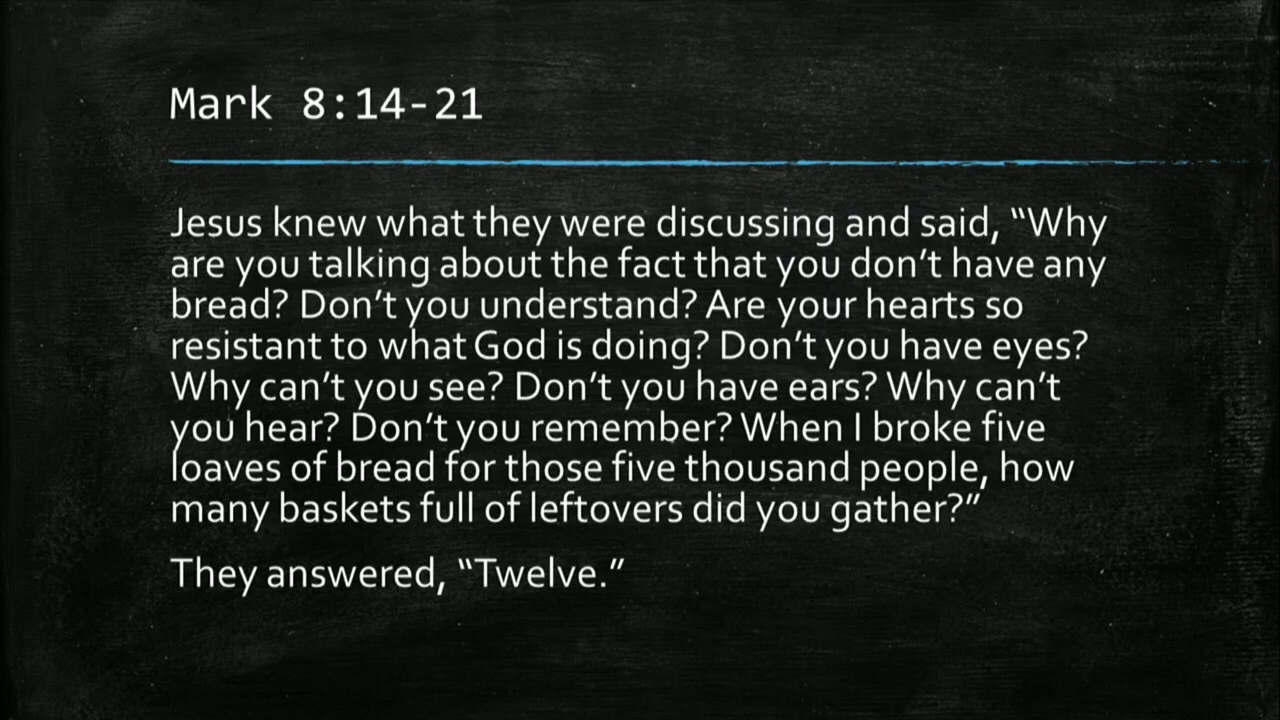 Mark 8:14-21
Jesus knew what they were discussing and said, “Why
are you talking about the fact that you don’t have any
bread? Don’t you understand? Are your hearts so
resistant to what God is doing? Don’t you have eyes?
Why can’t you see? Don’t you have ears? Why can’t
you hear? Don’t you remember? When I broke five
loaves of bread for those five thousand people, how
many baskets full of leftovers did you gather?”
They answered, “Twelve.”